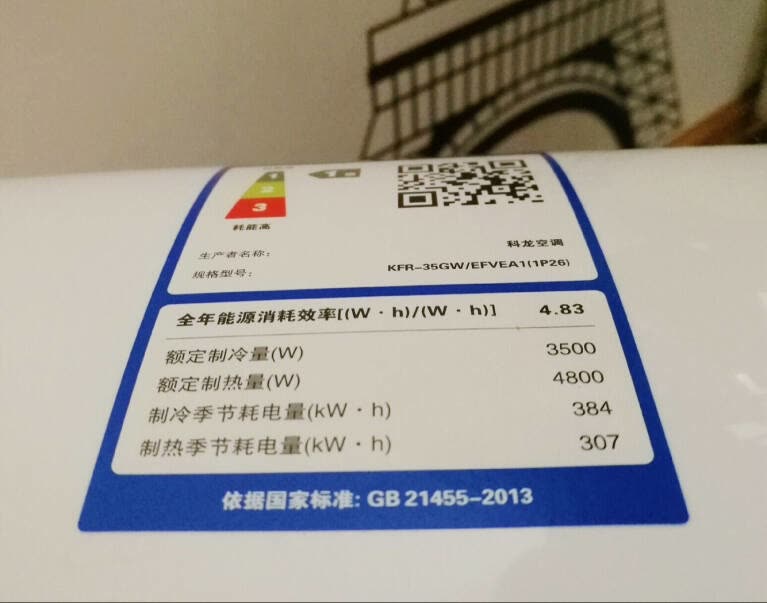 1
1级
2
3
耗能高
生产者名称： 科龙空调
规格型号： KFR-35GW/EFVEA1(1P26)
全年能源消耗效率[(W·h)/(W·h)] 4.83
额定制冷量(W) 3500
额定制热量(W) 4800
制冷季节耗电量(kW·h) 384
制热季节耗电量(kW·h) 307
依据国家标准: GB 21455-2013